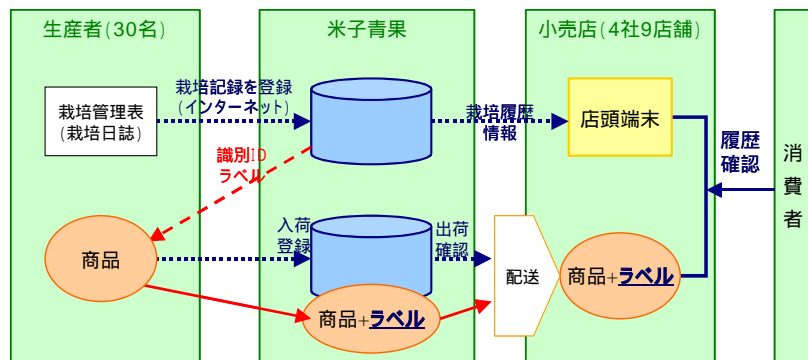 生産者(30名)
米子青果
小売店(4社9店舗)
栽培管理表
(栽培日誌)
栽培記録を登録
(インターネット)
栽培履歴
情報
店頭端末
識別ID
ラベル
履歴
確認
消
費
者
商品
入荷
登録
出荷
確認
配送
商品+ラベル
商品+ラベル